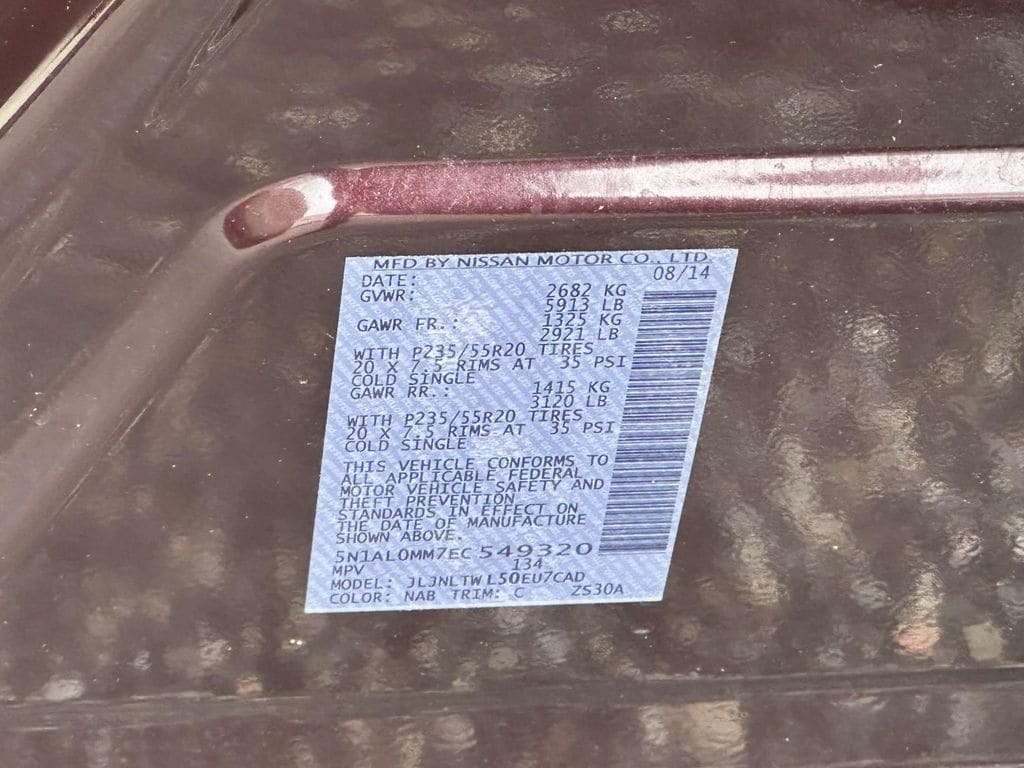 MFD BY NISSAN MOTOR CO., LTD.
DATE: 08/14
GVWR: 2682 KG
5913 LB
GAWR FR.: 1325 KG
2921 LB
WITH P235/55R20 TIRES
20 X 7.5 RIMS AT 35 PSI
COLD SINGLE
GAWR RR.: 1415 KG
3120 LB
WITH P235/55R20 TIRES
20 X 7.5 RIMS AT 35 PSI
COLD SINGLE
THIS VEHICLE CONFORMS TO
ALL APPLICABLE FEDERAL
MOTOR VEHICLE SAFETY AND
THEFT PREVENTION
STANDARDS IN EFFECT ON
THE DATE OF MANUFACTURE
SHOWN ABOVE.
5N1AL0MM7EC 549320
MPV 134
MODEL: JLJNLTW L50EU7CAD
COLOR: NAB TRIM: C ZS30A